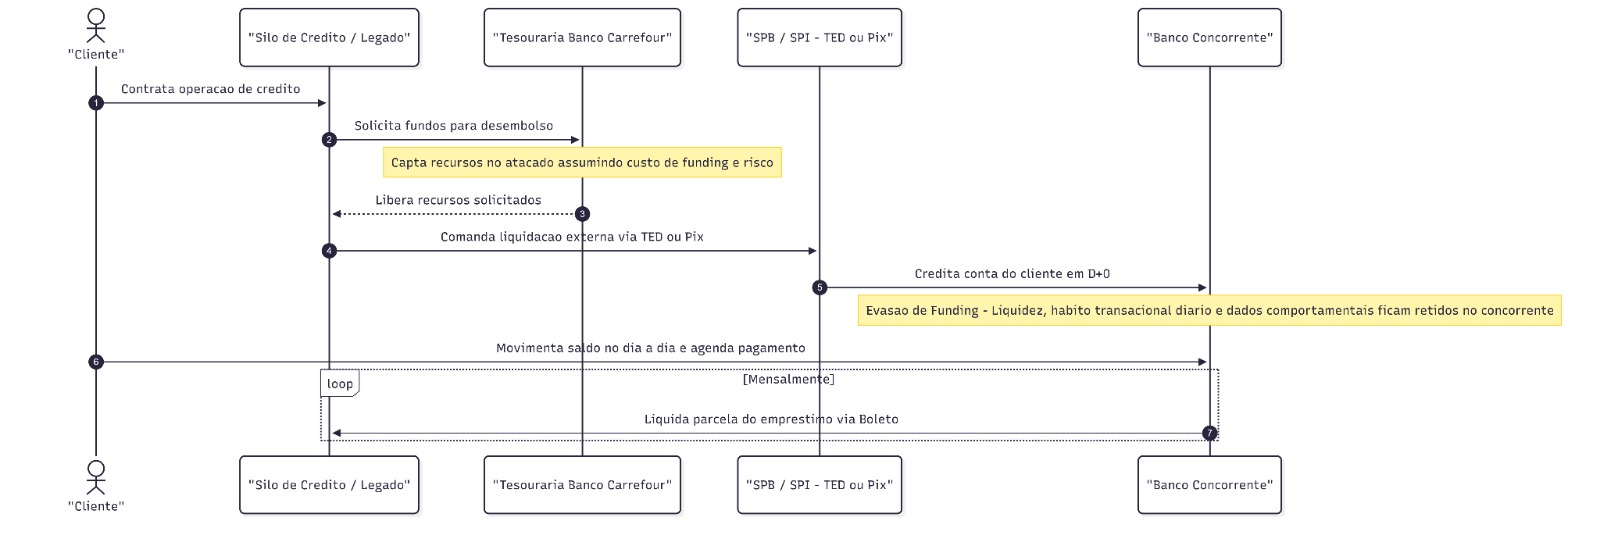 "Cliente"
"Silo de Credito / Legado"
"Tesouraria Banco Carrefour"
"SPB / SPI - TED ou Pix"
"Banco Concorrente"
1
Contrata operacao de credito
2
Solicita fundos para desembolso
Capta recursos no atacado assumindo custo de funding e risco
Libera recursos solicitados
3
4
Comanda liquidacao externa via TED ou Pix
5
Credita conta do cliente em D+0
Evasao de Funding - Liquidez, habito transacional diario e dados comportamentais ficam retidos no concorrente
6
Movimenta saldo no dia a dia e agenda pagamento
loop
[Mensalmente]
Liquida parcela do emprestimo via Boleto
7
"Cliente"
"Silo de Credito / Legado"
"Tesouraria Banco Carrefour"
"SPB / SPI - TED ou Pix"
"Banco Concorrente"